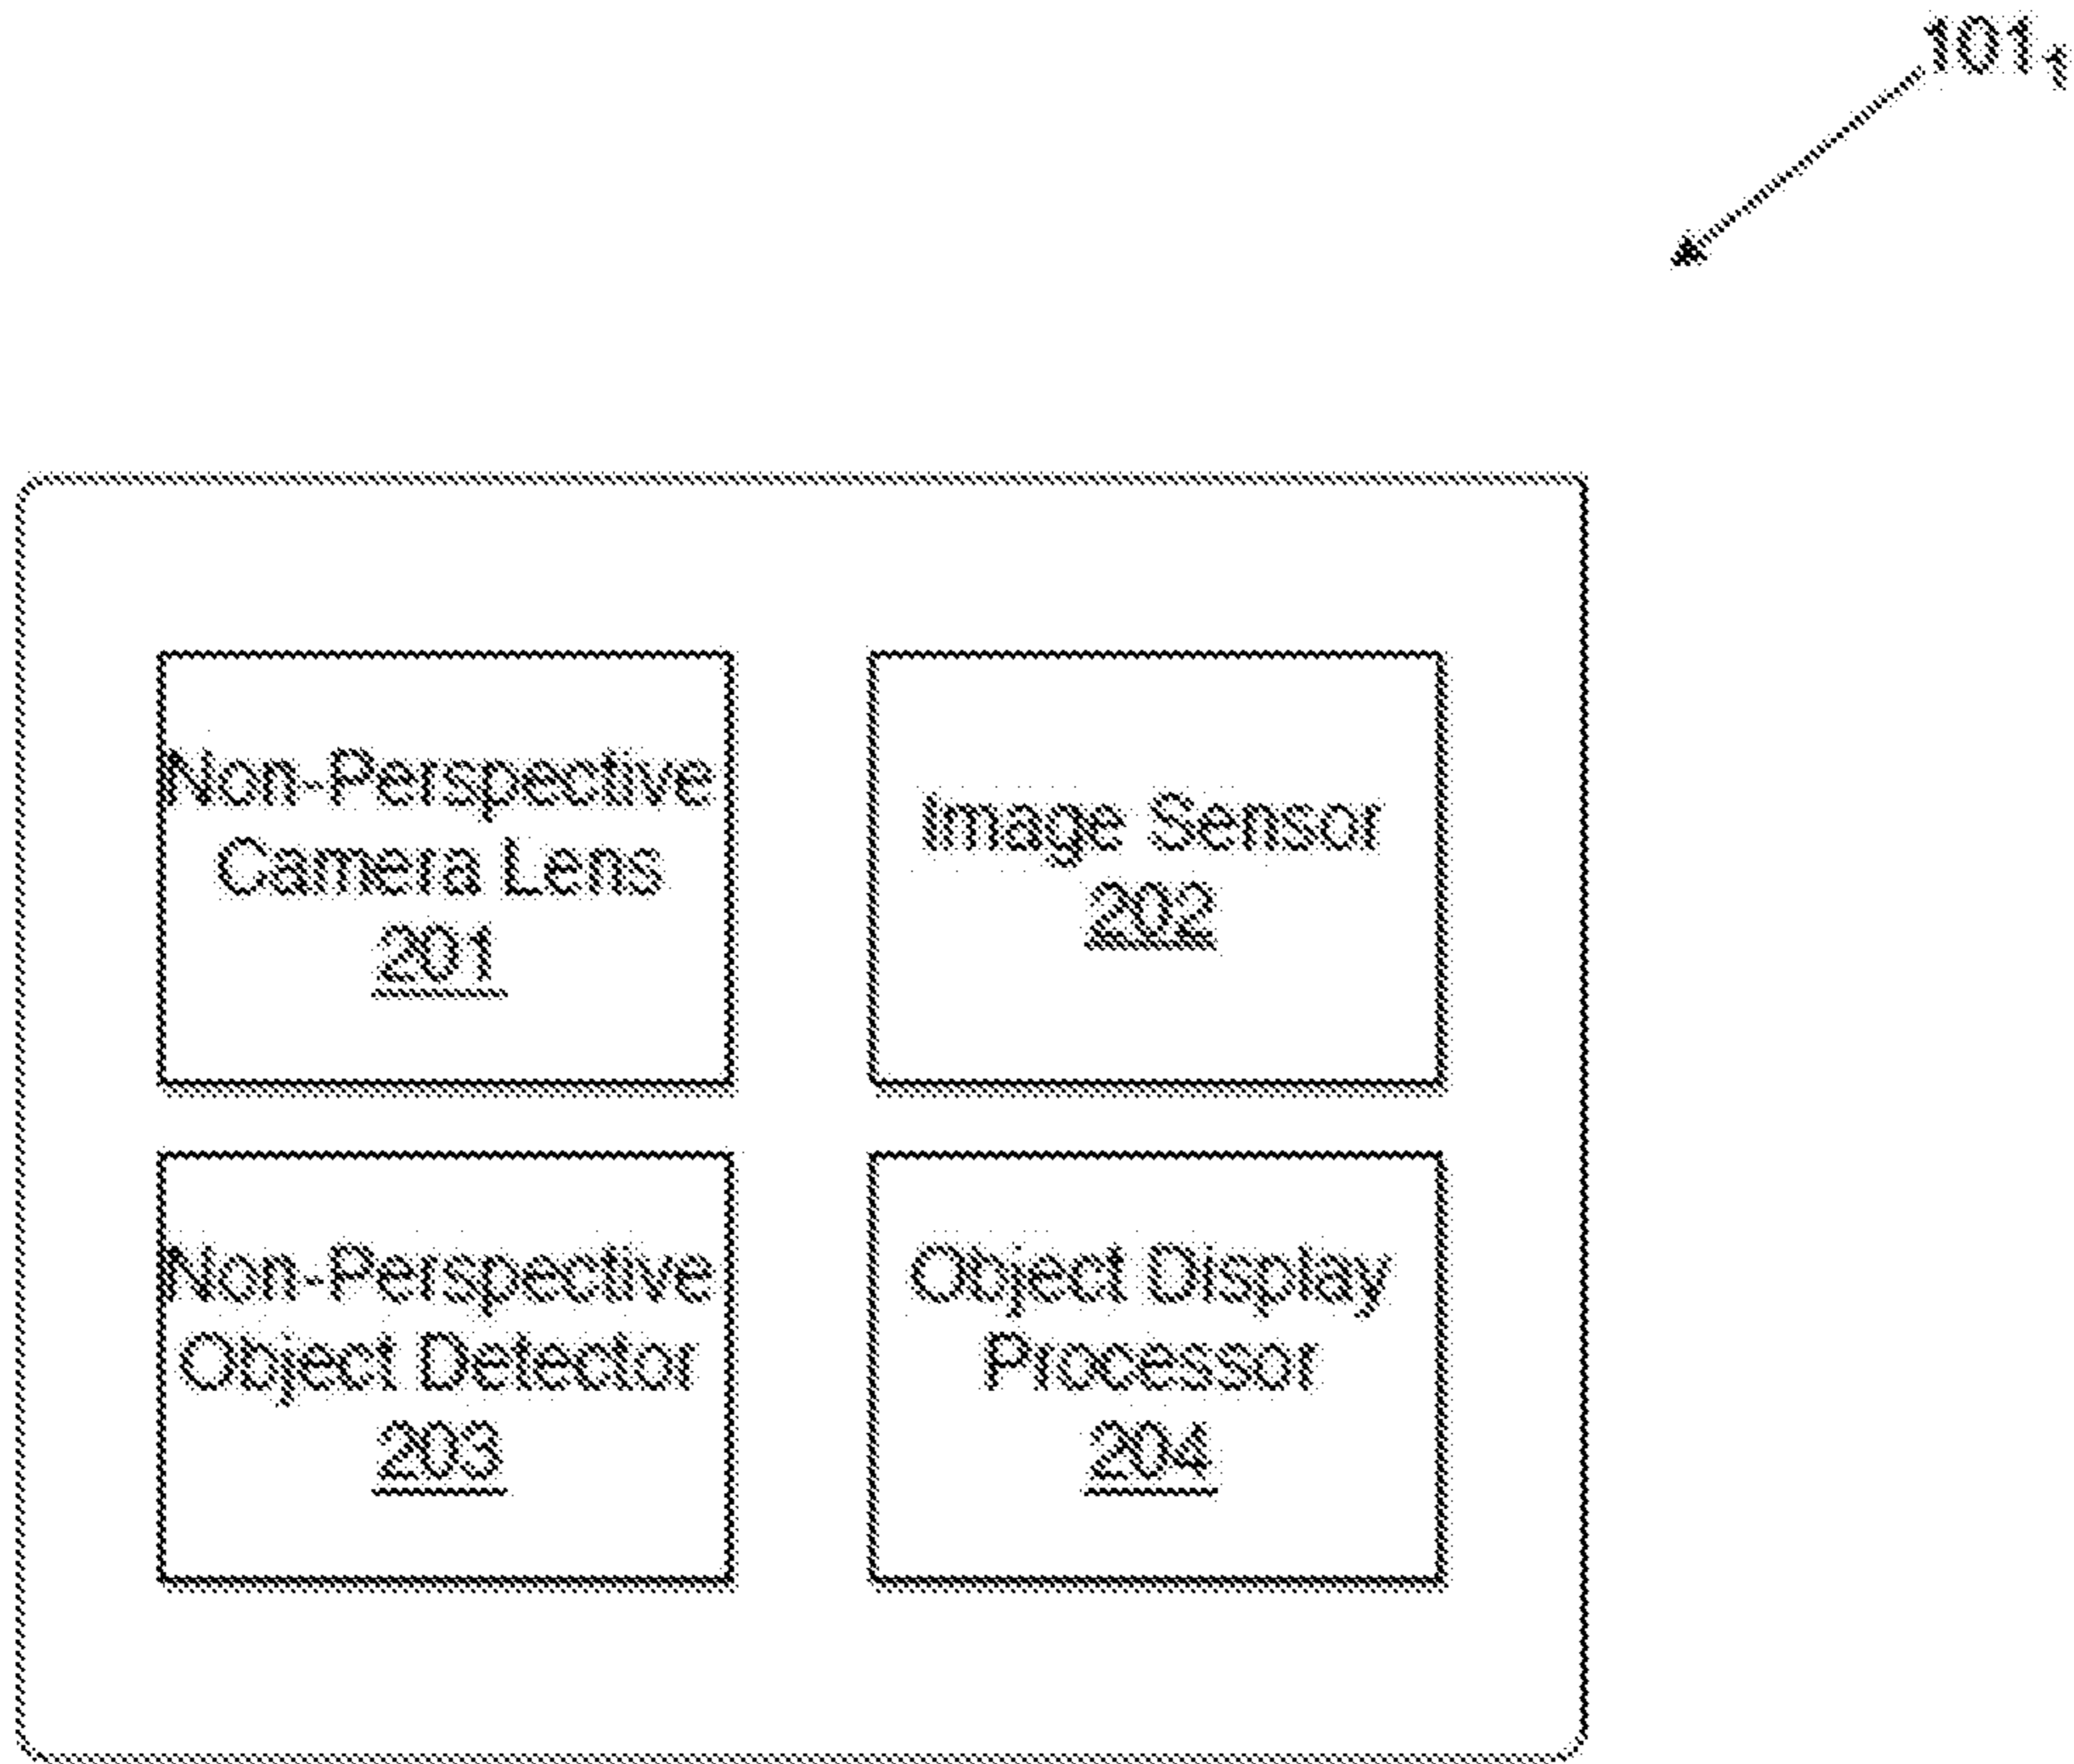 101₁
Non-Perspective
Camera Lens
201
Image Sensor
202
Non-Perspective
Object Detector
203
Object Display
Processor
204